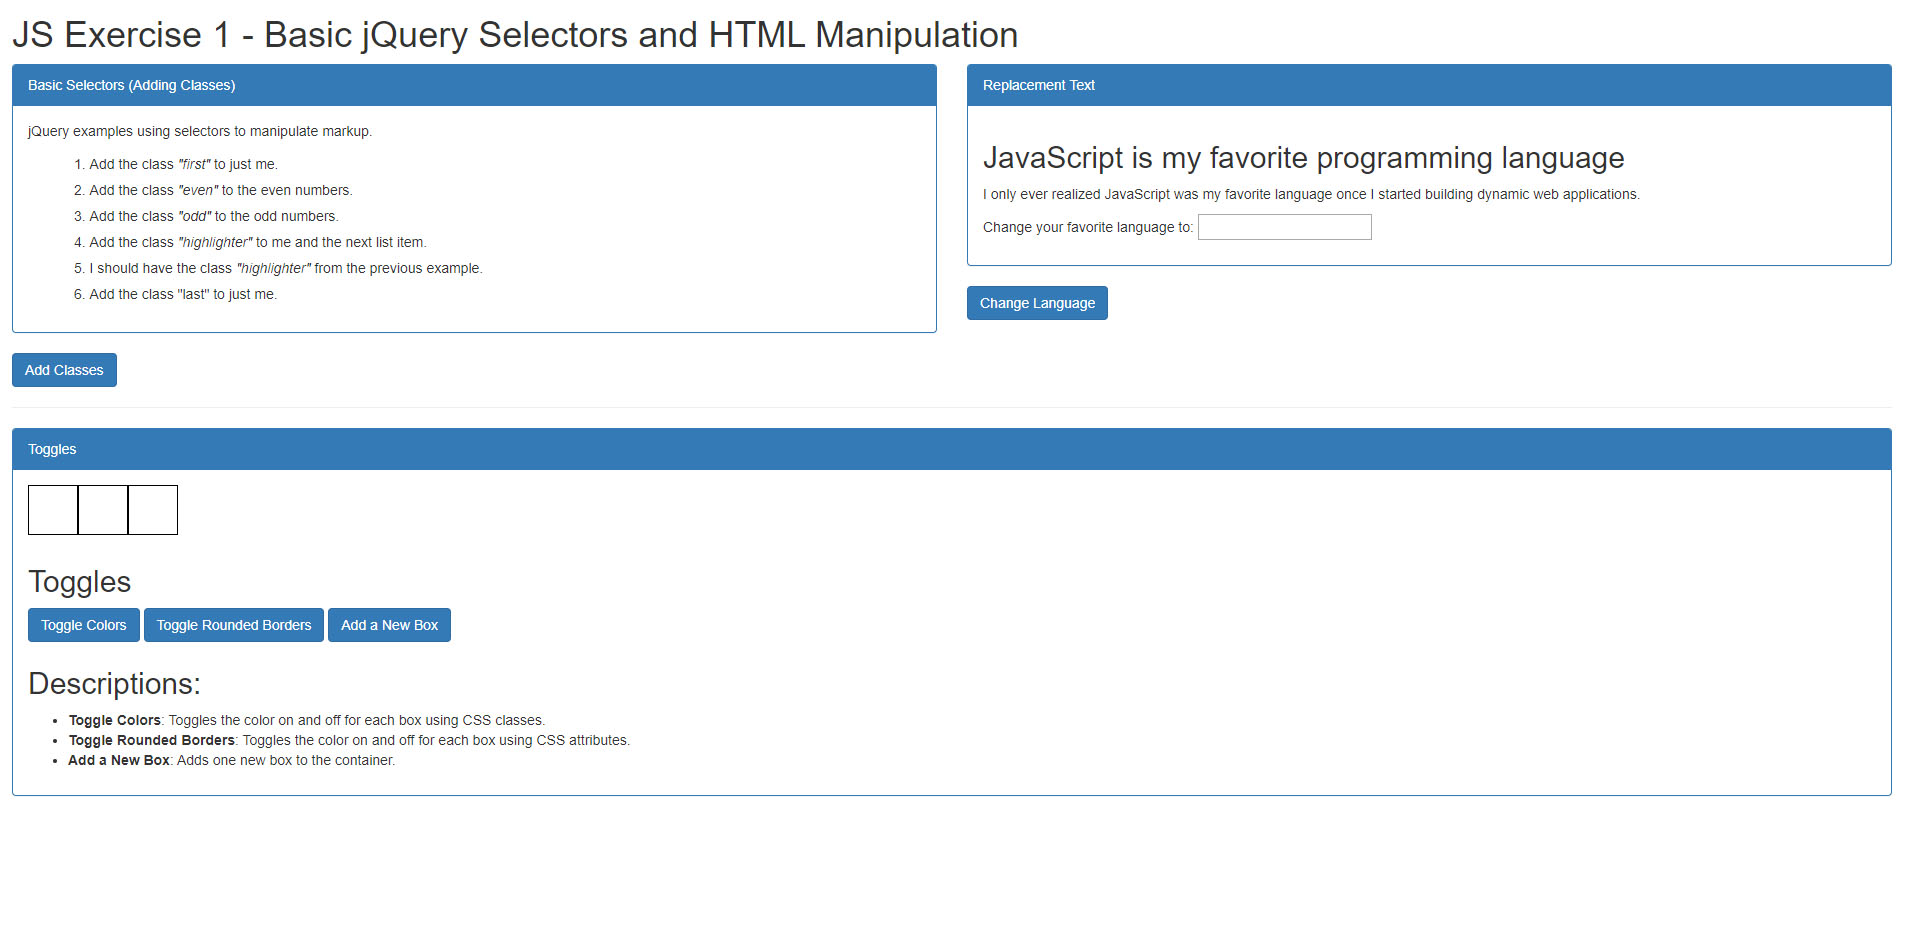 JS Exercise 1 - Basic jQuery Selectors and HTML Manipulation
Basic Selectors (Adding Classes)
jQuery examples using selectors to manipulate markup.
1. Add the class "first" to just me.
2. Add the class "even" to the even numbers.
3. Add the class "odd" to the odd numbers.
4. Add the class "highlighter" to me and the next list item.
5. I should have the class "highlighter" from the previous example.
6. Add the class "last" to just me.
Add Classes
Replacement Text
JavaScript is my favorite programming language
I only ever realized JavaScript was my favorite language once I started building dynamic web applications.
Change your favorite language to:
Change Language
Toggles
Toggles
Toggle Colors Toggle Rounded Borders Add a New Box
Descriptions:
• Toggle Colors: Toggles the color on and off for each box using CSS classes.
• Toggle Rounded Borders: Toggles the color on and off for each box using CSS attributes.
• Add a New Box: Adds one new box to the container.